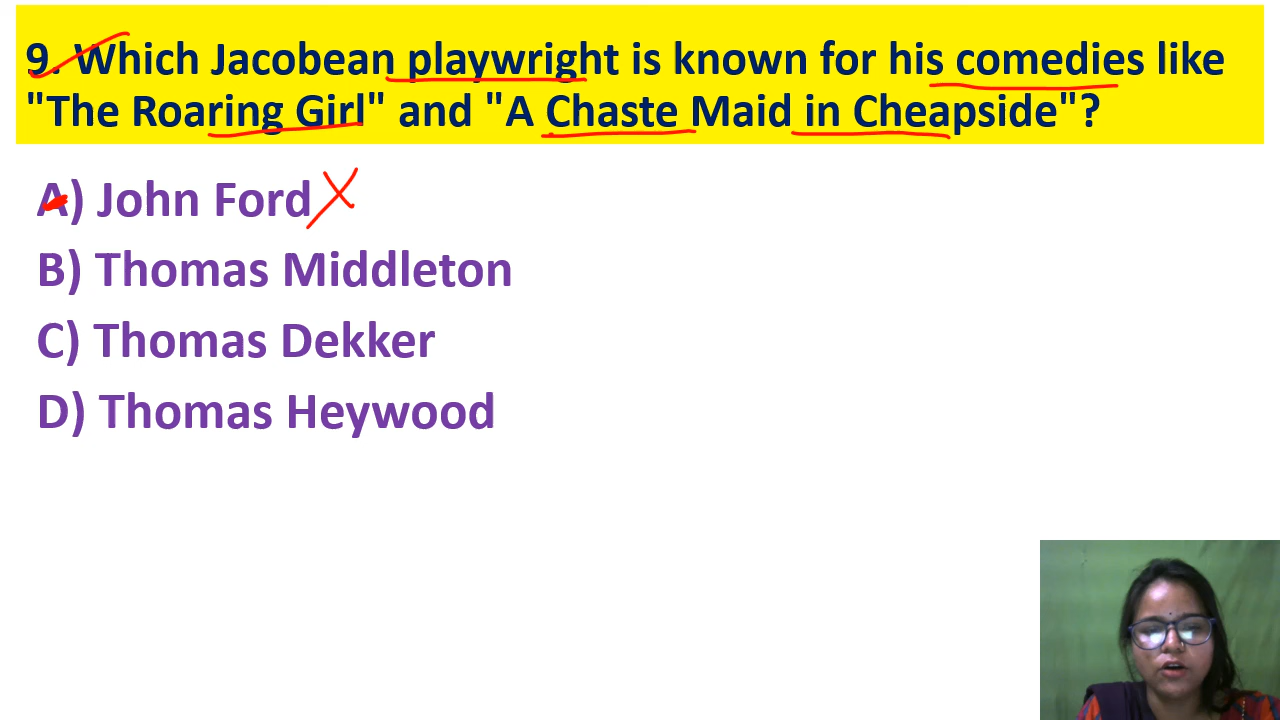 9. Which Jacobean playwright is known for his comedies like
"The Roaring Girl" and "A Chaste Maid in Cheapside"?
A) John Ford
B) Thomas Middleton
C) Thomas Dekker
D) Thomas Heywood